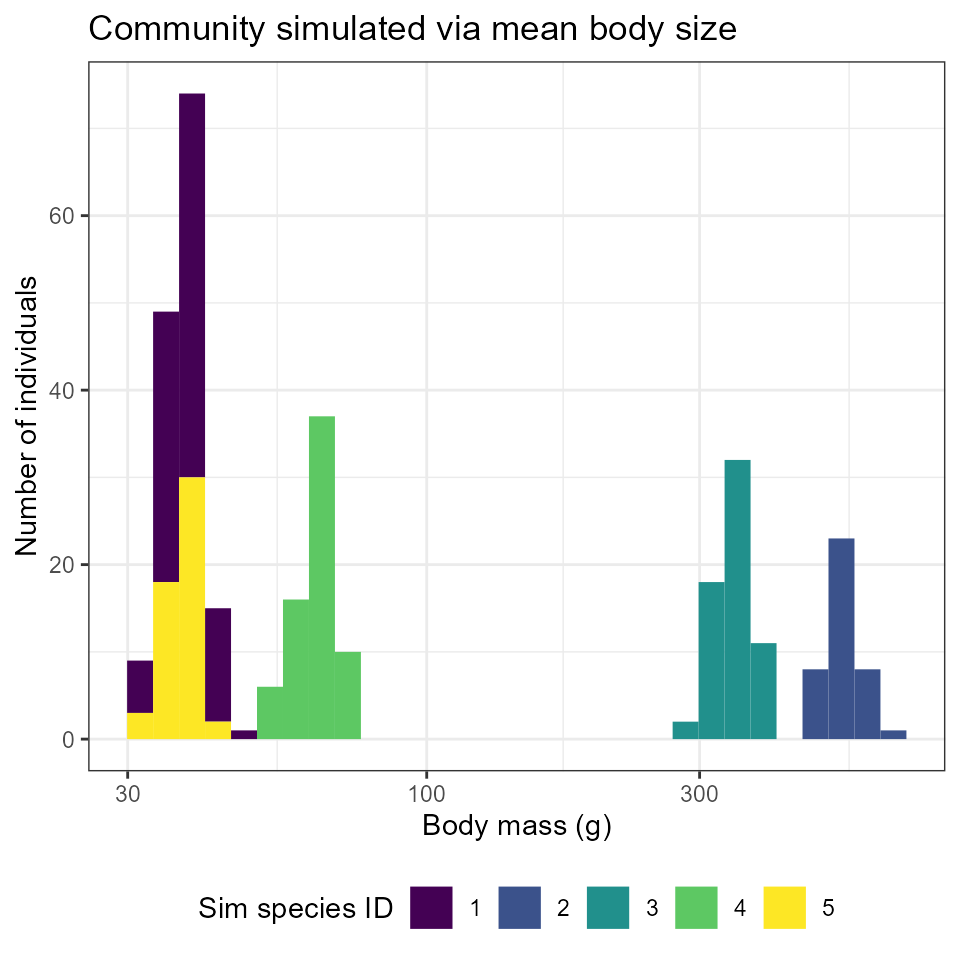 Community simulated via mean body size
Number of individuals
60
40
20
0
30 100 300
Body mass (g)
Sim species ID 1 2 3 4 5